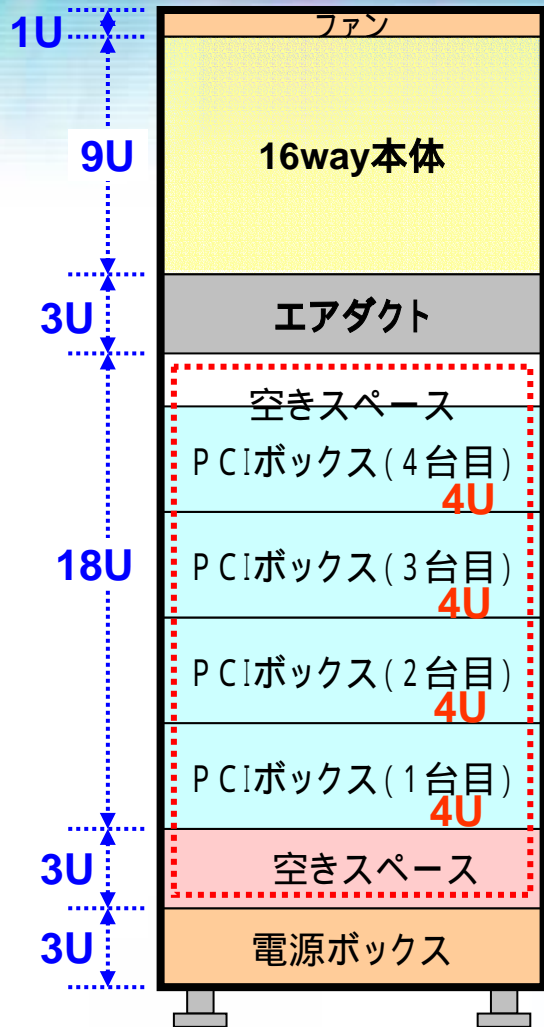 1U
ファン
9U
16way本体
3U
エアダクト
空きスペース
PCIボックス(4台目)
4U
18U
PCIボックス(3台目)
4U
PCIボックス(2台目)
4U
PCIボックス(1台目)
4U
3U
空きスペース
3U
電源ボックス